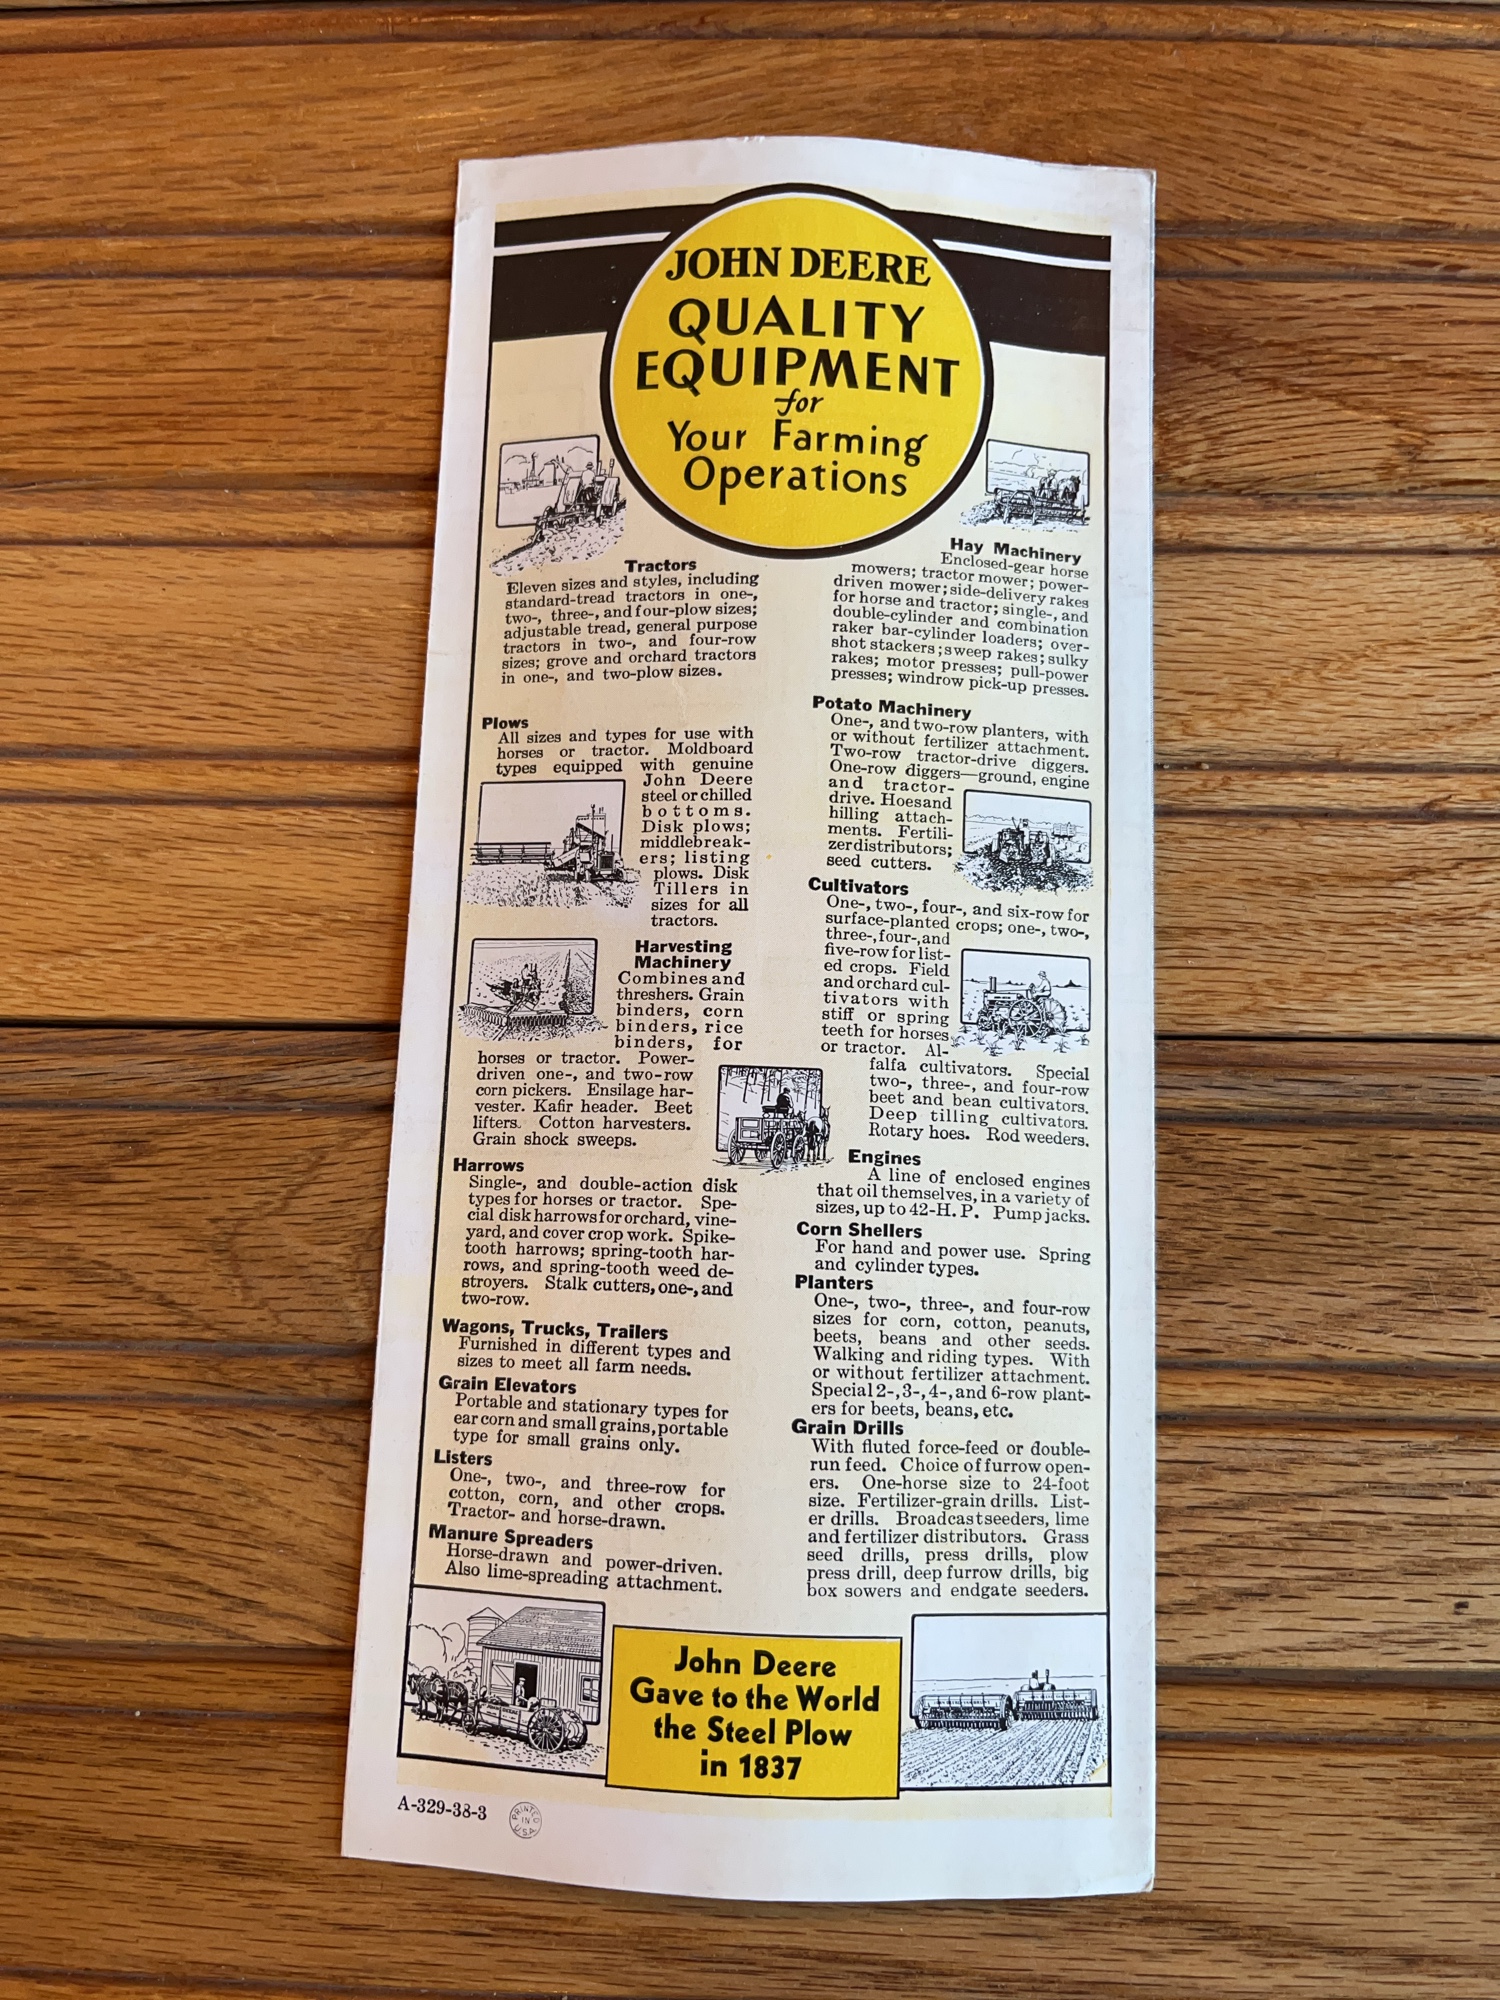 JOHN DEERE
QUALITY
EQUIPMENT
for
Your Farming
Operations
Tractors
Eleven sizes and styles, including
standard-tread tractors in one-,
two-, three-, and four-plow sizes;
adjustable tread, general purpose
tractors in two-, and four-row
sizes; grove and orchard tractors
in one-, and two-plow sizes.
Plows
All sizes and types for use with
horses or tractor. Moldboard
types equipped with genuine
John Deere
steel or chilled
bottoms.
Disk plows;
middlebreak-
ers; listing
plows. Disk
Tillers in
sizes for all
tractors.
Harvesting
Machinery
Combines and
threshers. Grain
binders, corn
binders, rice
binders, for
horses or tractor. Power-
driven one-, and two-row
corn pickers. Ensilage har-
vester. Kafir header. Beet
lifters. Cotton harvesters.
Grain shock sweeps.
Harrows
Single-, and double-action disk
types for horses or tractor. Spe-
cial disk harrows for orchard, vine-
yard, and cover crop work. Spike-
tooth harrows; spring-tooth har-
rows, and spring-tooth weed de-
stroyers. Stalk cutters, one-, and
two-row.
Wagons, Trucks, Trailers
Furnished in different types and
sizes to meet all farm needs.
Grain Elevators
Portable and stationary types for
ear corn and small grains, portable
type for small grains only.
Listers
One-, two-, and three-row for
cotton, corn, and other crops.
Tractor- and horse-drawn.
Manure Spreaders
Horse-drawn and power-driven.
Also lime-spreading attachment.
Hay Machinery
Enclosed-gear horse
mowers; tractor mower; power-
driven mower; side-delivery rakes
for horse and tractor; single-, and
double-cylinder and combination
raker bar-cylinder loaders; over-
shot stackers; sweep rakes; sulky
rakes; motor presses; pull-power
presses; windrow pick-up presses.
Potato Machinery
One-, and two-row planters, with
or without fertilizer attachment.
Two-row tractor-drive diggers.
One-row diggers—ground, engine
and tractor-
drive. Hoes and
hilling attach-
ments. Fertili-
zer distributors;
seed cutters.
Cultivators
One-, two-, four-, and six-row for
surface-planted crops; one-, two-,
three-, four-, and
five-row for list-
ed crops. Field
and orchard cul-
tivators with
stiff or spring
teeth for horses
or tractor. Al-
falfa cultivators. Special
two-, three-, and four-row
beet and bean cultivators.
Deep tilling cultivators.
Rotary hoes. Rod weeders.
Engines
A line of enclosed engines
that oil themselves, in a variety of
sizes, up to 42-H. P. Pump jacks.
Corn Shellers
For hand and power use. Spring
and cylinder types.
Planters
One-, two-, three-, and four-row
sizes for corn, cotton, peanuts,
beets, beans and other seeds.
Walking and riding types. With
or without fertilizer attachment.
Special 2-, 3-, 4-, and 6-row plant-
ers for beets, beans, etc.
Grain Drills
With fluted force-feed or double-
run feed. Choice of furrow open-
ers. One-horse size to 24-foot
size. Fertilizer-grain drills. List-
er drills. Broadcast seeders, lime
and fertilizer distributors. Grass
seed drills, press drills, plow
press drill, deep furrow drills, big
box sowers and endgate seeders.
JOHN DEERE
John Deere
Gave to the World
the Steel Plow
in 1837
A-329-38-3
PRINTED
IN
U.S.A.